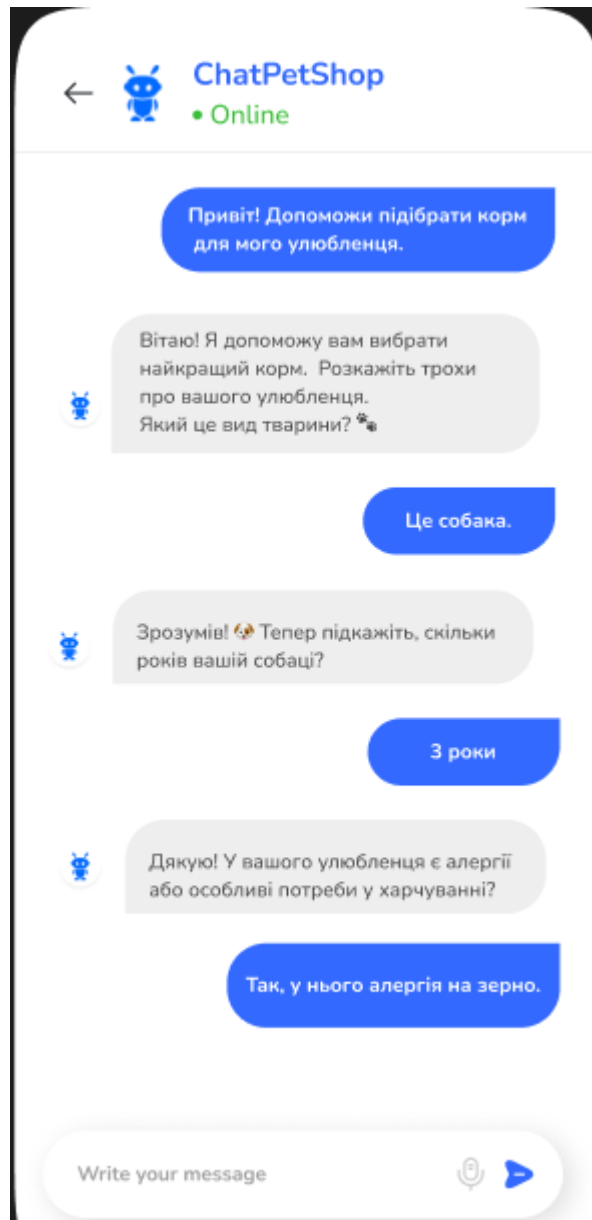 ChatPetShop
• Online
Привіт! Допоможи підібрати корм
для мого улюбленця.
Вітаю! Я допоможу вам вибрати
найкращий корм. Розкажіть трохи
про вашого улюбленця.
Який це вид тварини? 🐾
Це собака.
Зрозумів! 🐶 Тепер підкажіть, скільки
років вашій собаці?
3 роки
Дякую! У вашого улюбленця є алергії
або особливі потреби у харчуванні?
Так, у нього алергія на зерно.
Write your message